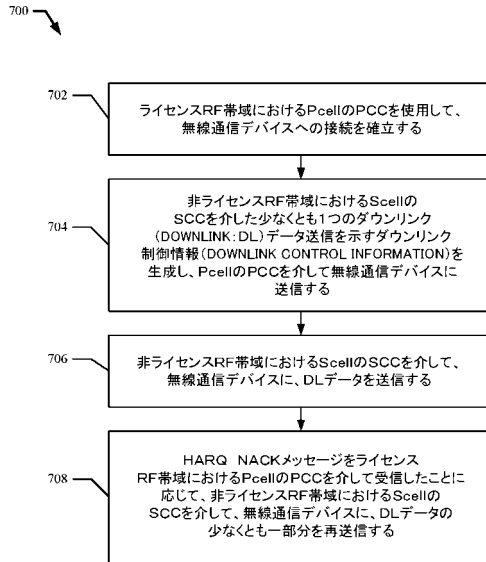 700
702
ライセンスRF帯域におけるPcellのPCCを使用して、
無線通信デバイスへの接続を確立する
704
非ライセンスRF帯域におけるScellの
SCCを介した少なくとも1つのダウンリンク
(DOWNLINK:DL)データ送信を示すダウンリンク
制御情報(DOWNLINK CONTROL INFORMATION)を
生成し、PcellのPCCを介して無線通信デバイスに
送信する
706
非ライセンスRF帯域におけるScellのSCCを介して、
無線通信デバイスに、DLデータを送信する
708
HARQ NACKメッセージをライセンス
RF帯域におけるPcellのPCCを介して受信したことに
応じて、非ライセンスRF帯域におけるScellの
SCCを介して、無線通信デバイスに、DLデータの
少なくとも一部分を再送信する